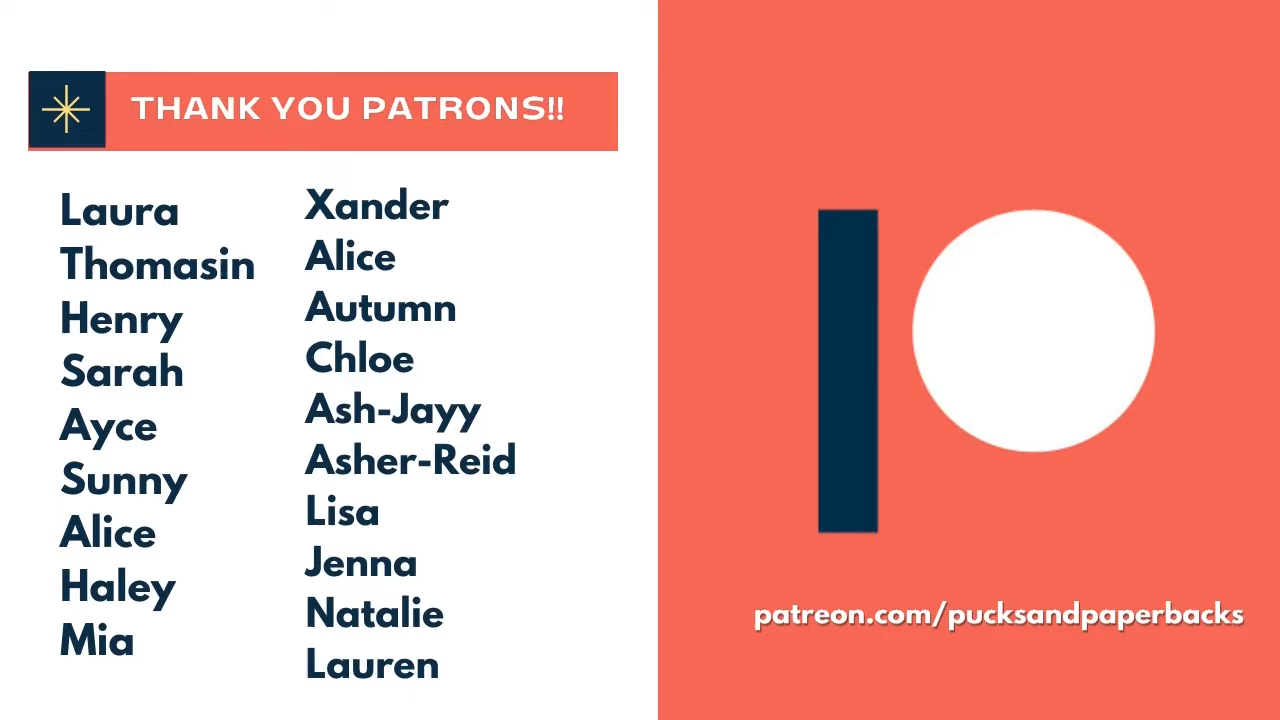 THANK YOU PATRONS!!
Laura
Thomasin
Henry
Sarah
Ayce
Sunny
Alice
Haley
Mia
Xander
Alice
Autumn
Chloe
Ash-Jayy
Asher-Reid
Lisa
Jenna
Natalie
Lauren
patreon.com/pucksandpaperbacks